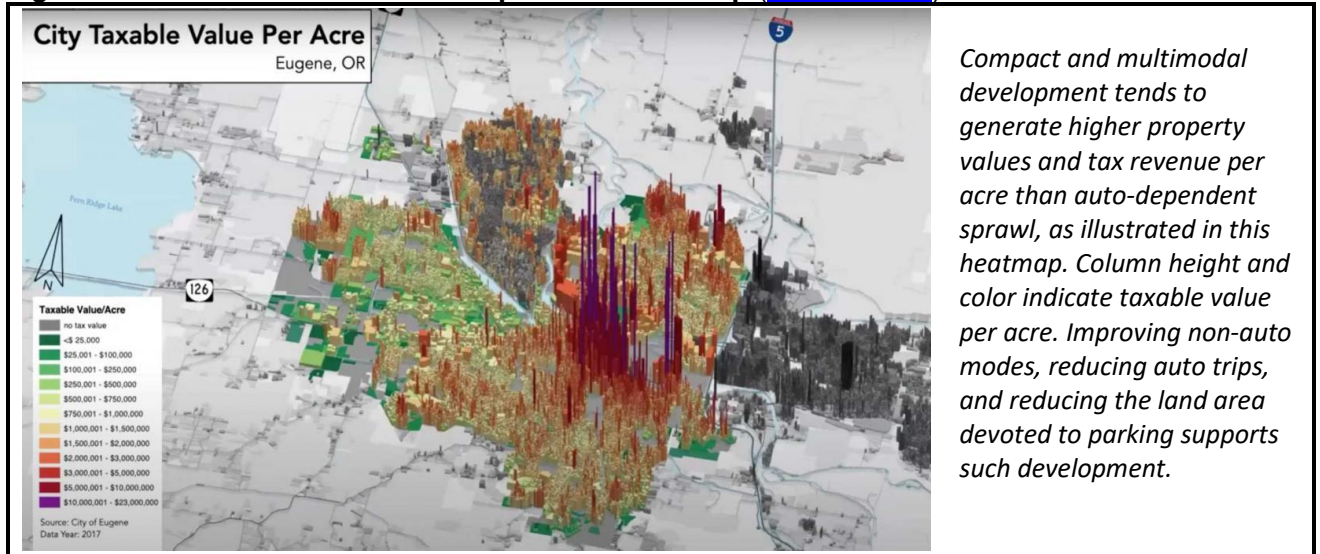 City Taxable Value Per Acre
Eugene, OR
5
Fern Ridge Lake
N
126
Taxable Value/Acre
no tax value
<$ 25,000
$25,001 - $100,000
$100,001 - $250,000
$250,001 - $500,000
$500,001 - $750,000
$750,001 - $1,000,000
$1,000,001 - $1,500,000
$1,500,001 - $2,000,000
$2,000,001 - $3,000,000
$3,000,001 - $5,000,000
$5,000,001 - $10,000,000
$10,000,001 - $23,000,000
Source: City of Eugene
Data Year: 2017
Compact and multimodal
development tends to
generate higher property
values and tax revenue per
acre than auto-dependent
sprawl, as illustrated in this
heatmap. Column height and
color indicate taxable value
per acre. Improving non-auto
modes, reducing auto trips,
and reducing the land area
devoted to parking supports
such development.